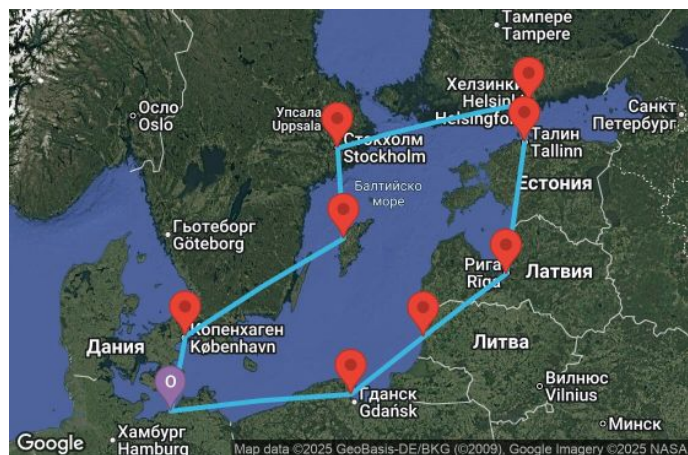 Тампере
Tampere
Осло
Oslo
Упсала
Uppsala
Хелзинки
Helsinki
Helsingfo
Санкт
Петербург
Стокхолм
Stockholm
Талин
Tallinn
Естония
Балтийско
море
Гьотеборг
Göteborg
Рига
Rīga
Латвия
Копенхаген
København
Дания
Литва
O
Гданск
Gdańsk
Вилнюс
Vilnius
Минск
Хамбург
Hamburg
Google
Map data ©2025 GeoBasis-DE/BKG (©2009), Google Imagery ©2025 NASA